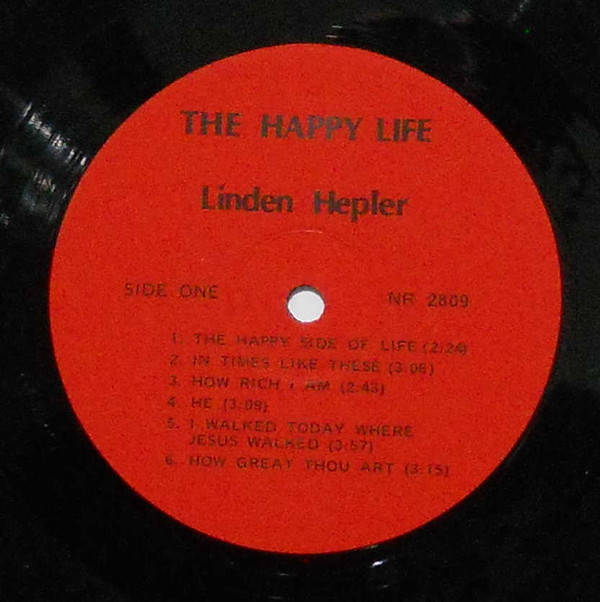 THE HAPPY LIFE
Linden Hepler
SIDE ONE
NR 2809
1. THE HAPPY SIDE OF LIFE (2:24)
2. IN TIMES LIKE THESE (3:08)
3. HOW RICH I AM (2:43)
4. HE (3:09)
5. I WALKED TODAY WHERE
JESUS WALKED (3:57)
6. HOW GREAT THOU ART (3:15)